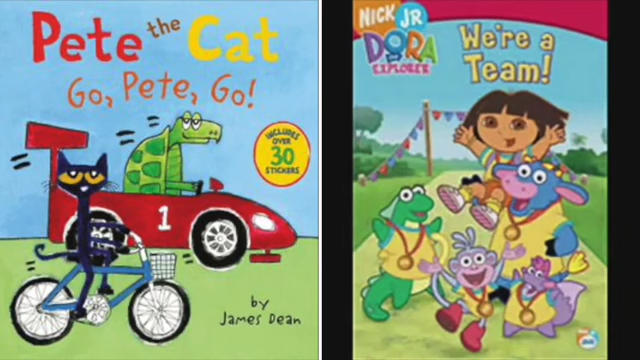 Pete the Cat
Go, Pete, Go!
INCLUDES
OVER
30
STICKERS
1
by
James Dean
NICK JR
DORA
the
EXPLORER
We're a
Team!